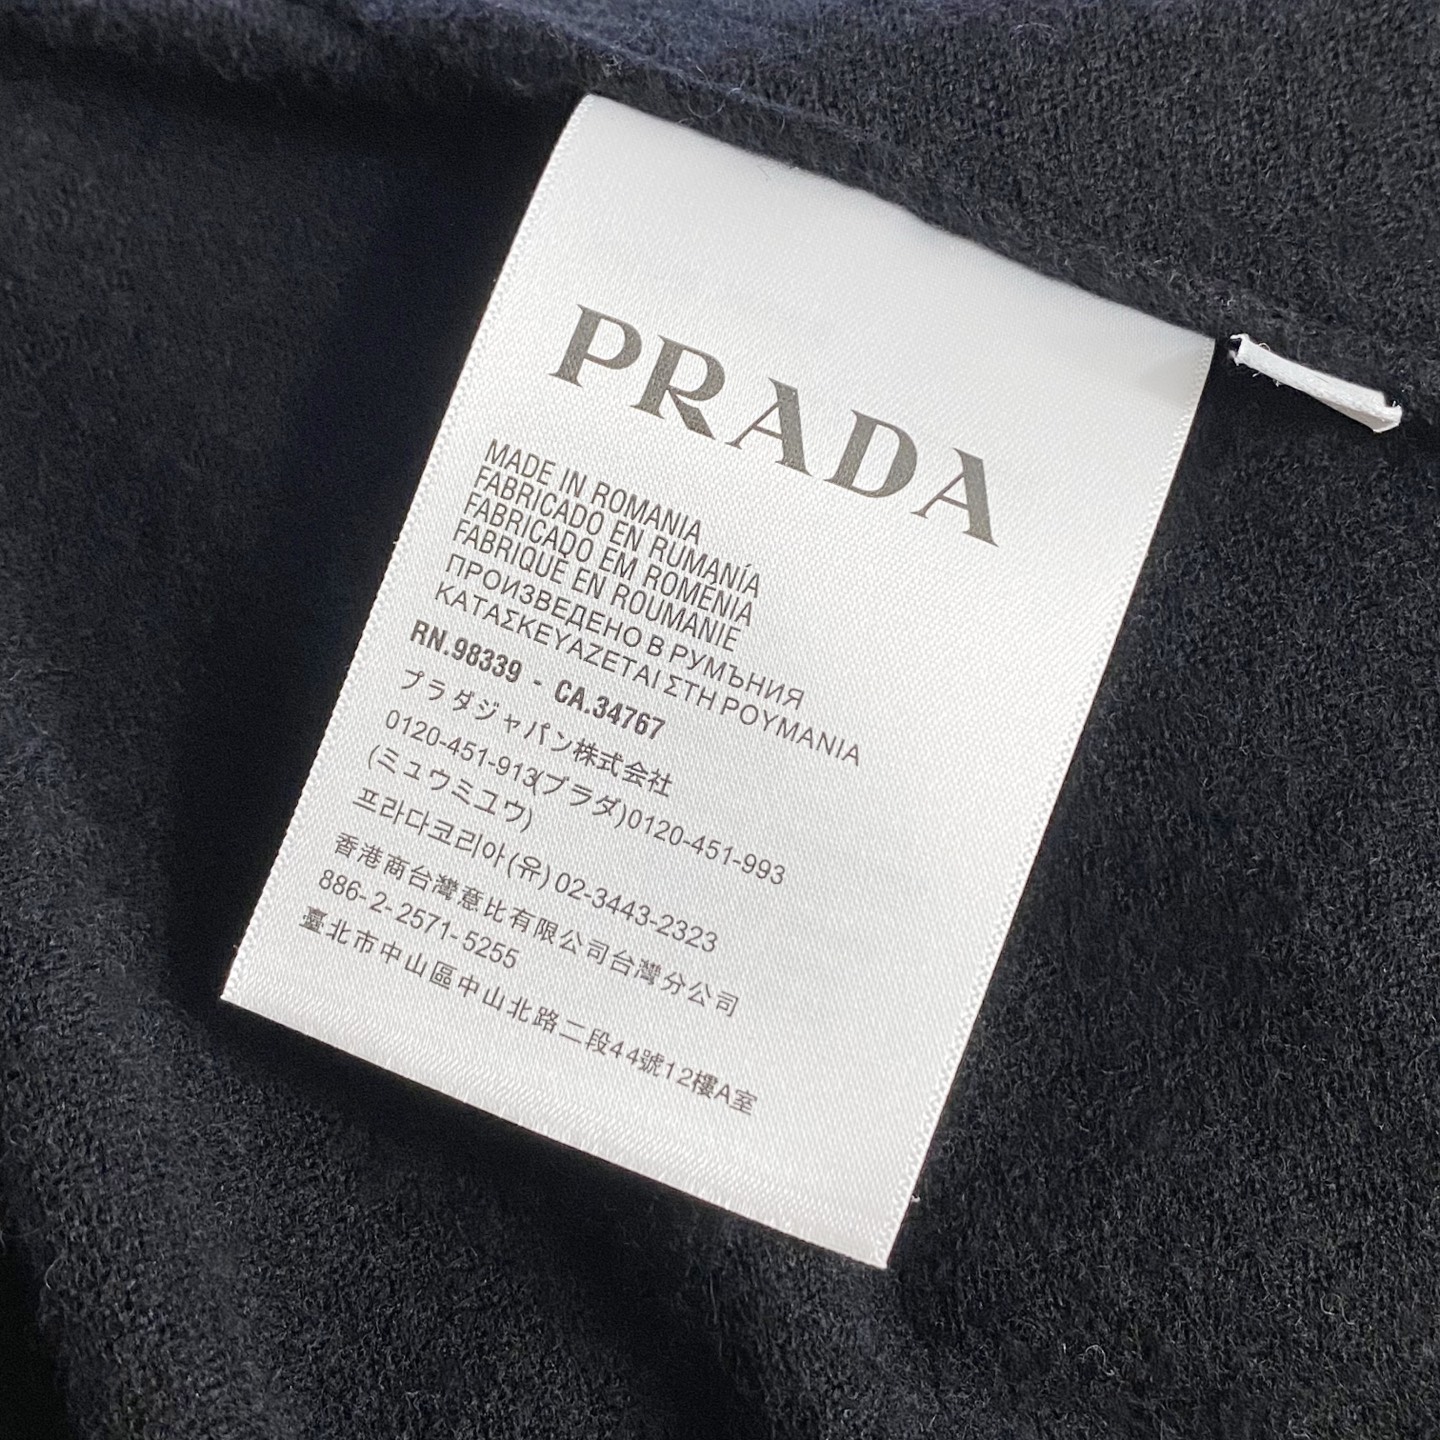 PRADA
MADE IN ROMANIA
FABRICADO EN RUMANÍA
FABRICADO EM ROMENIA
FABRIQUE EN ROUMANIE
ПРОИЗВЕДЕНО В РУМЪНИЯ
ΚΑΤΑΣΚΕΥΑΖΕΤΑΙ ΣΤΗ ΡΟΥΜΑΝΙΑ
RN.98339 - CA.34767
プラダジャパン株式会社
0120-451-913(プラダ)0120-451-993
(ミュウミユウ)
프라다코리아(유) 02-3443-2323
香港商台灣意比有限公司台灣分公司
886-2-2571-5255
臺北市中山區中山北路二段44號12樓A室